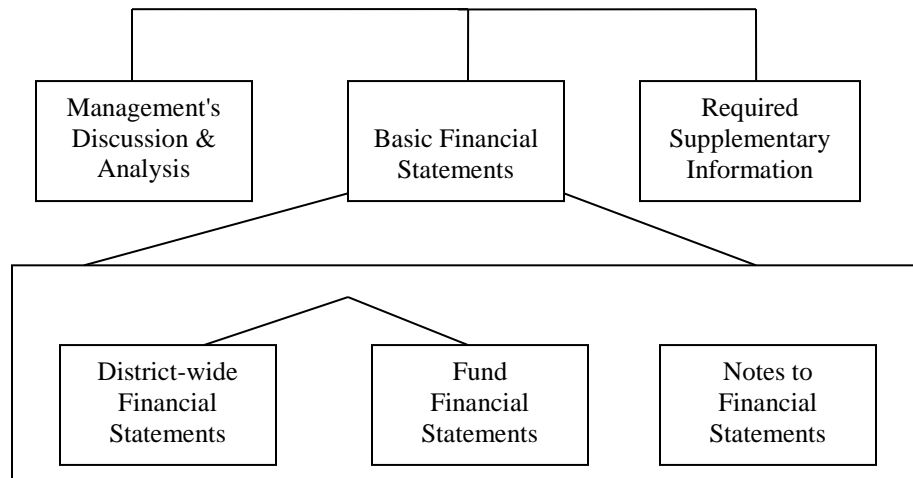 Management's
Discussion &
Analysis
Basic Financial
Statements
Required
Supplementary
Information
District-wide
Financial
Statements
Fund
Financial
Statements
Notes to
Financial
Statements